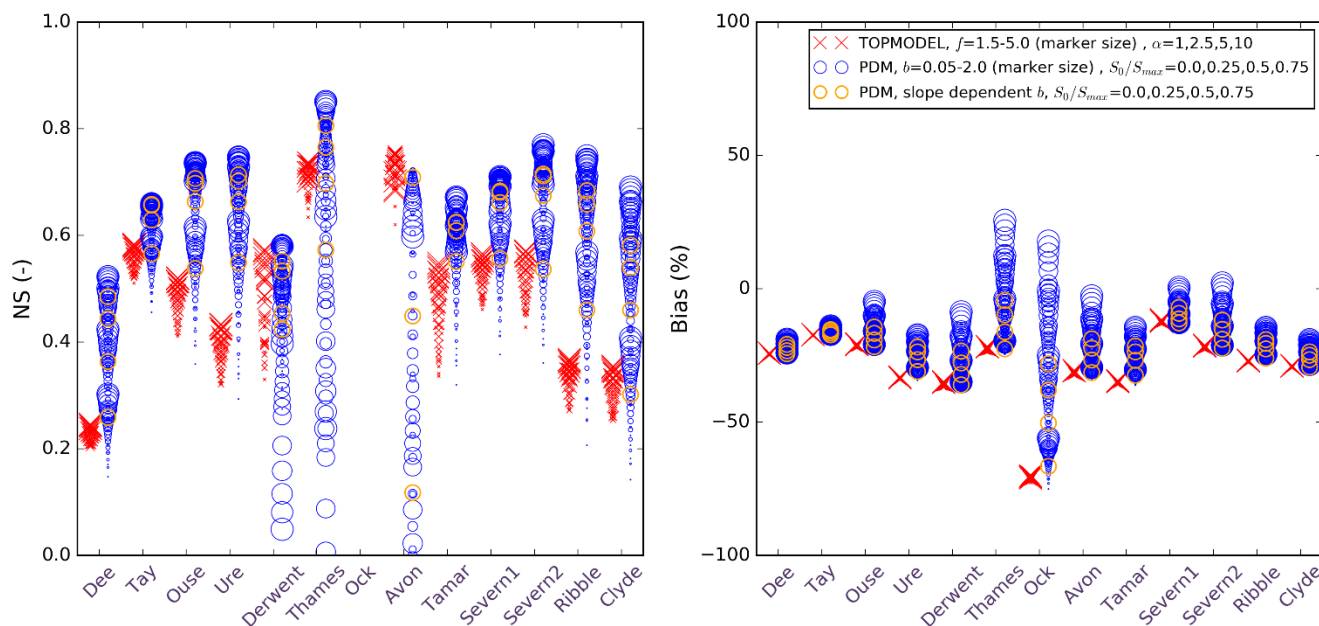 1.0
0.8
0.6
0.4
0.2
0.0
NS (-)
Dee
Tay
Ouse
Ure
Derwent
Thames
Ock
Avon
Tamar
Severn1
Severn2
Ribble
Clyde
100
50
0
−50
−100
Bias (%)
TOPMODEL, f=1.5-5.0 (marker size) , α=1,2.5,5,10
PDM, b=0.05-2.0 (marker size) , S₀/Sₘₐₓ=0.0,0.25,0.5,0.75
PDM, slope dependent b, S₀/Sₘₐₓ=0.0,0.25,0.5,0.75
Dee
Tay
Ouse
Ure
Derwent
Thames
Ock
Avon
Tamar
Severn1
Severn2
Ribble
Clyde